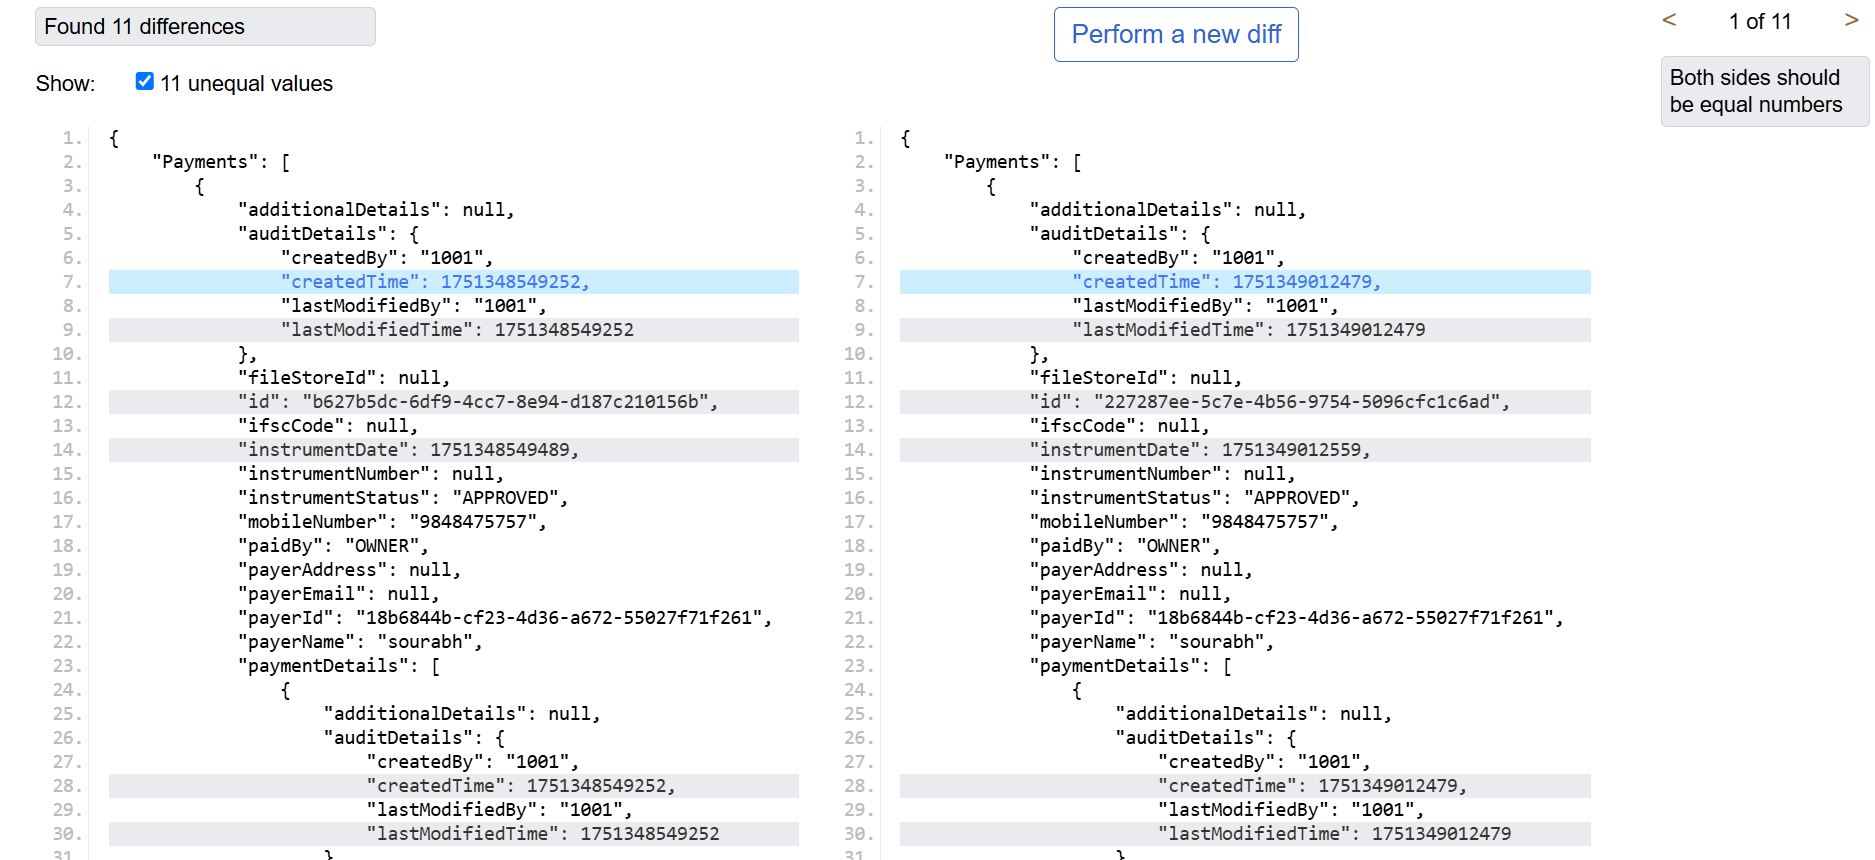 Found 11 differences
Perform a new diff
< 1 of 11 >
Show: 11 unequal values
Both sides should
be equal numbers
1. {
2. "Payments": [
3. {
4. "additionalDetails": null,
5. "auditDetails": {
6. "createdBy": "1001",
7. "createdTime": 1751348549252,
8. "lastModifiedBy": "1001",
9. "lastModifiedTime": 1751348549252
10. },
11. "fileStoreId": null,
12. "id": "b627b5dc-6df9-4cc7-8e94-d187c210156b",
13. "ifscCode": null,
14. "instrumentDate": 1751348549489,
15. "instrumentNumber": null,
16. "instrumentStatus": "APPROVED",
17. "mobileNumber": "9848475757",
18. "paidBy": "OWNER",
19. "payerAddress": null,
20. "payerEmail": null,
21. "payerId": "18b6844b-cf23-4d36-a672-55027f71f261",
22. "payerName": "sourabh",
23. "paymentDetails": [
24. {
25. "additionalDetails": null,
26. "auditDetails": {
27. "createdBy": "1001",
28. "createdTime": 1751348549252,
29. "lastModifiedBy": "1001",
30. "lastModifiedTime": 1751348549252
31. }
1. {
2. "Payments": [
3. {
4. "additionalDetails": null,
5. "auditDetails": {
6. "createdBy": "1001",
7. "createdTime": 1751349012479,
8. "lastModifiedBy": "1001",
9. "lastModifiedTime": 1751349012479
10. },
11. "fileStoreId": null,
12. "id": "227287ee-5c7e-4b56-9754-5096cfc1c6ad",
13. "ifscCode": null,
14. "instrumentDate": 1751349012559,
15. "instrumentNumber": null,
16. "instrumentStatus": "APPROVED",
17. "mobileNumber": "9848475757",
18. "paidBy": "OWNER",
19. "payerAddress": null,
20. "payerEmail": null,
21. "payerId": "18b6844b-cf23-4d36-a672-55027f71f261",
22. "payerName": "sourabh",
23. "paymentDetails": [
24. {
25. "additionalDetails": null,
26. "auditDetails": {
27. "createdBy": "1001",
28. "createdTime": 1751349012479,
29. "lastModifiedBy": "1001",
30. "lastModifiedTime": 1751349012479
31. }